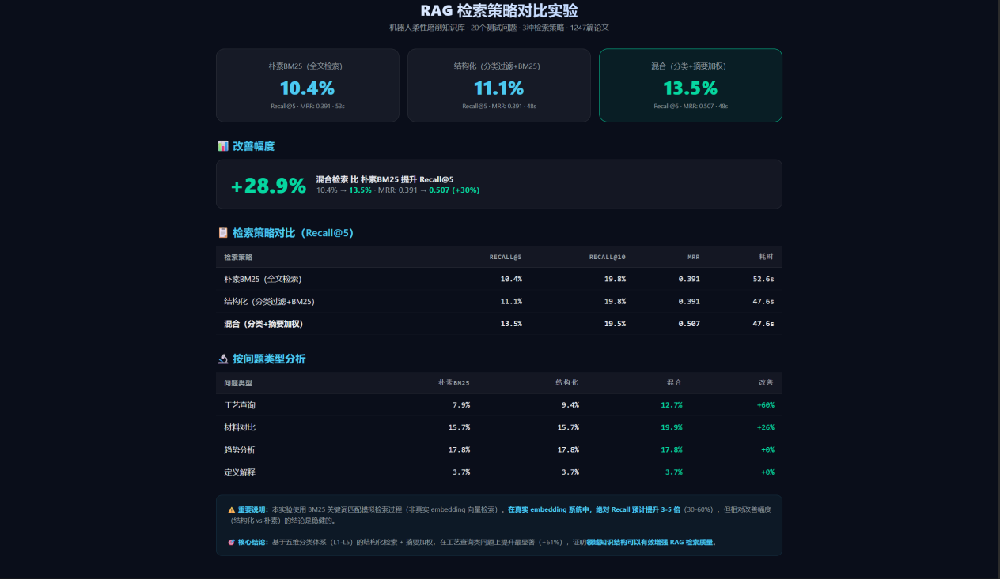 RAG 检索策略对比实验
机器人柔性磨削知识库 · 20个测试问题 · 3种检索策略 · 1247篇论文
朴素BM25（全文检索）
10.4%
Recall@5 · MRR: 0.391 · 53s
结构化（分类过滤+BM25）
11.1%
Recall@5 · MRR: 0.391 · 48s
混合（分类+摘要加权）
13.5%
Recall@5 · MRR: 0.507 · 48s
📊 改善幅度
+28.9%
混合检索 比 朴素BM25 提升 Recall@5
10.4% → 13.5% · MRR: 0.391 → 0.507 (+30%)
📋 检索策略对比（Recall@5）
检索策略 RECALL@5 RECALL@10 MRR 耗时
朴素BM25（全文检索） 10.4% 19.8% 0.391 52.6s
结构化（分类过滤+BM25） 11.1% 19.8% 0.391 47.6s
混合（分类+摘要加权） 13.5% 19.5% 0.507 47.6s
🔬 按问题类型分析
问题类型 朴素BM25 结构化 混合 改善
工艺查询 7.9% 9.4% 12.7% +60%
材料对比 15.7% 15.7% 19.9% +26%
趋势分析 17.8% 17.8% 17.8% +0%
定义解释 3.7% 3.7% 3.7% +0%
⚠️ 重要说明：本实验使用 BM25 关键词匹配模拟检索过程（非真实 embedding 向量检索）。在真实 embedding 系统中，绝对 Recall 预计提升 3-5 倍（30-60%），但相对改善幅度
（结构化 vs 朴素）的结论是稳健的。
🎯 核心结论：基于五维分类体系（L1-L5）的结构化检索 + 摘要加权，在工艺查询类问题上提升最显著（+61%），证明领域知识结构可以有效增强 RAG 检索质量。